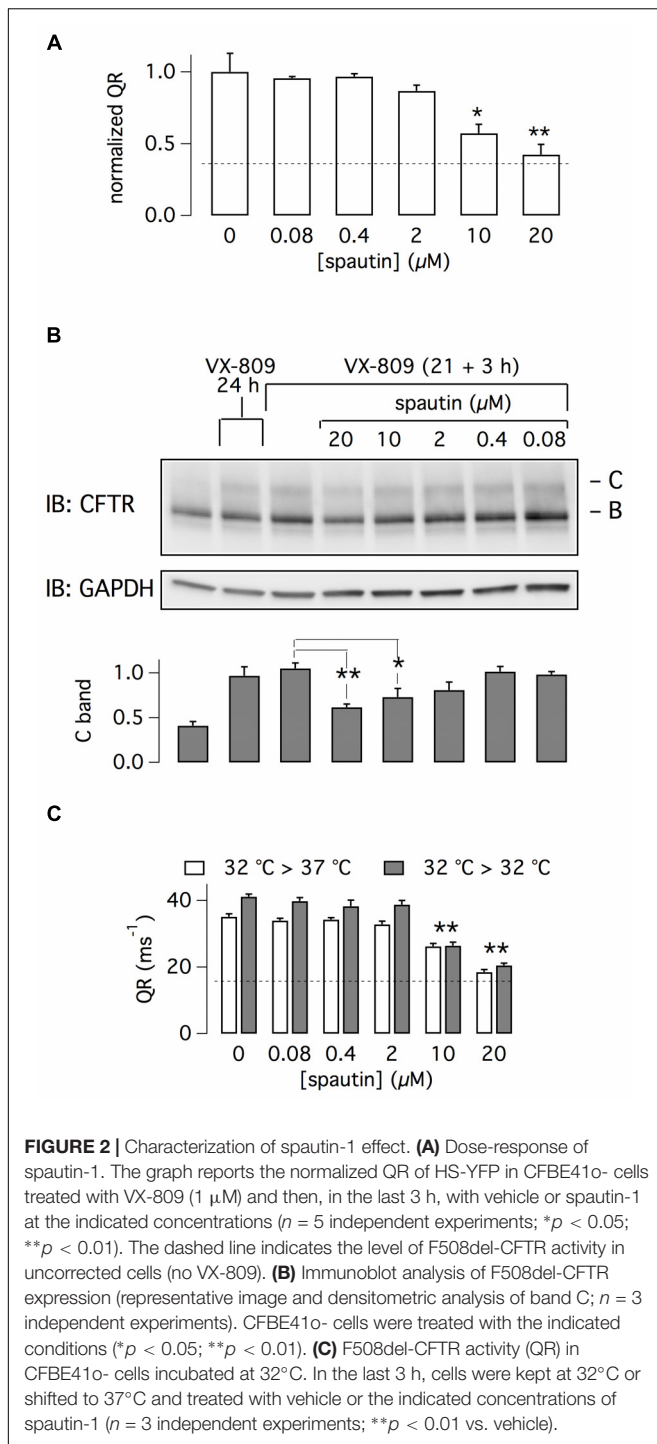 A
normalized QR
1.0
0.5
0.0
* **
0 0.08 0.4 2 10 20
[spautin] (µM)
B
VX-809 24 h
VX-809 (21 + 3 h)
spautin (µM)
20 10 2 0.4 0.08
IB: CFTR
– C
– B
IB: GAPDH
C band
1.0
0.5
0.0
** *
C
32 °C > 37 °C 32 °C > 32 °C
QR (ms⁻¹)
40
20
0
** **
0 0.08 0.4 2 10 20
[spautin] (µM)
FIGURE 2 | Characterization of spautin-1 effect. (A) Dose-response of
spautin-1. The graph reports the normalized QR of HS-YFP in CFBE41o- cells
treated with VX-809 (1 µM) and then, in the last 3 h, with vehicle or spautin-1
at the indicated concentrations (n = 5 independent experiments; *p < 0.05;
**p < 0.01). The dashed line indicates the level of F508del-CFTR activity in
uncorrected cells (no VX-809). (B) Immunoblot analysis of F508del-CFTR
expression (representative image and densitometric analysis of band C; n = 3
independent experiments). CFBE41o- cells were treated with the indicated
conditions (*p < 0.05; **p < 0.01). (C) F508del-CFTR activity (QR) in
CFBE41o- cells incubated at 32°C. In the last 3 h, cells were kept at 32°C or
shifted to 37°C and treated with vehicle or the indicated concentrations of
spautin-1 (n = 3 independent experiments; **p < 0.01 vs. vehicle).